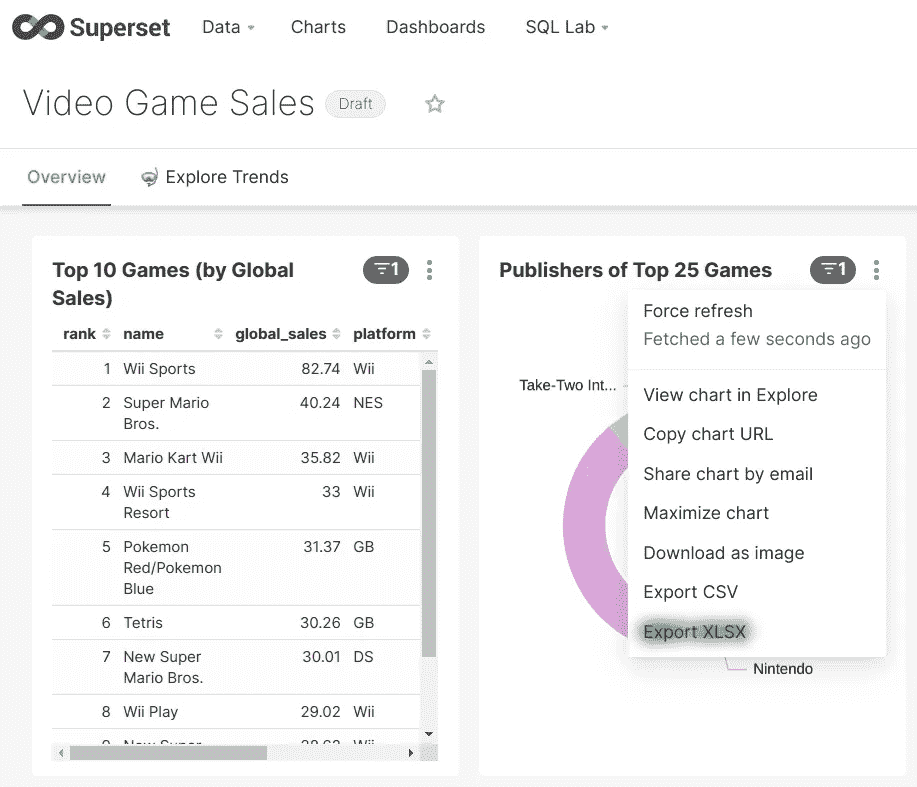 Superset Data Charts Dashboards SQL Lab
Video Game Sales Draft
Overview Explore Trends
Top 10 Games (by Global
Sales)
1
rank name global_sales platform
1 Wii Sports 82.74 Wii
2 Super Mario 40.24 NES
Bros.
3 Mario Kart Wii 35.82 Wii
4 Wii Sports 33 Wii
Resort
5 Pokemon 31.37 GB
Red/Pokemon
Blue
6 Tetris 30.26 GB
7 New Super 30.01 DS
Mario Bros.
8 Wii Play 29.02 Wii
Publishers of Top 25 Games 1
Take-Two Int...
Force refresh
Fetched a few seconds ago
View chart in Explore
Copy chart URL
Share chart by email
Maximize chart
Download as image
Export CSV
Export XLSX
Nintendo